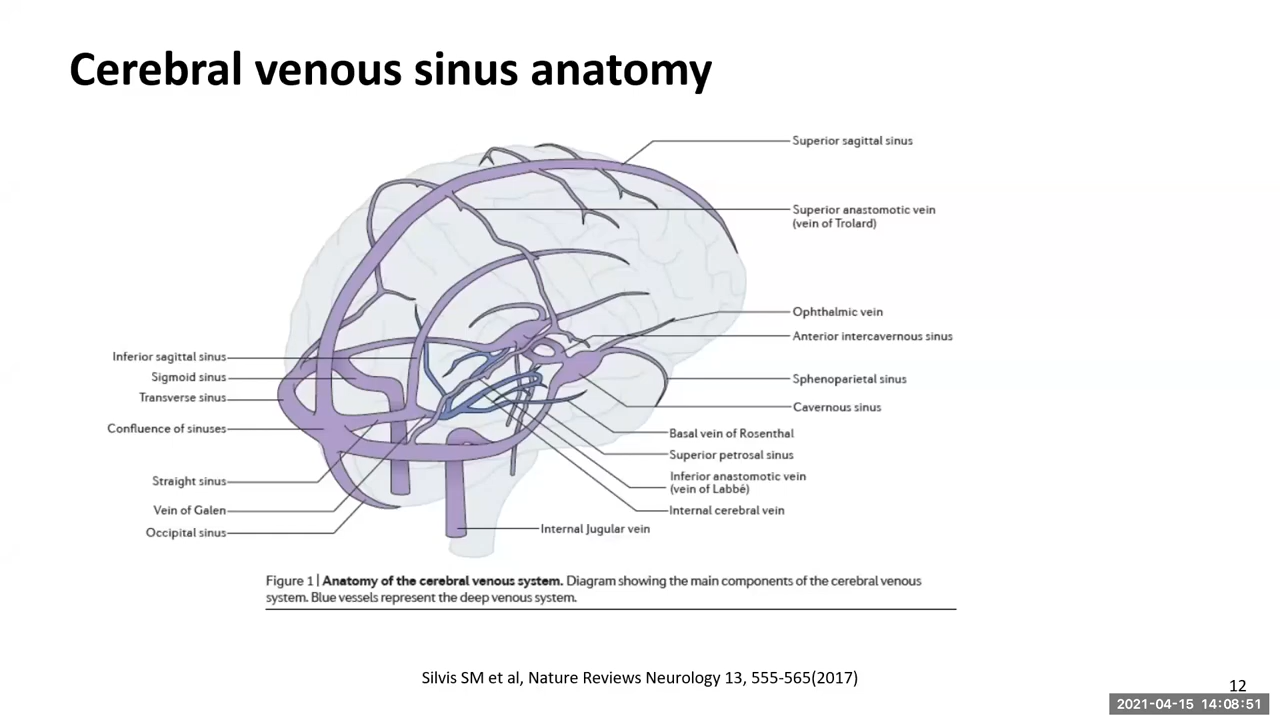 Cerebral venous sinus anatomy
Superior sagittal sinus
Superior anastomotic vein
(vein of Trolard)
Ophthalmic vein
Anterior intercavernous sinus
Inferior sagittal sinus
Sigmoid sinus
Sphenoparietal sinus
Transverse sinus
Cavernous sinus
Confluence of sinuses
Basal vein of Rosenthal
Superior petrosal sinus
Inferior anastomotic vein
(vein of Labbé)
Straight sinus
Vein of Galen
Internal cerebral vein
Occipital sinus
Internal Jugular vein
Figure 1 | Anatomy of the cerebral venous system. Diagram showing the main components of the cerebral venous
system. Blue vessels represent the deep venous system.
Silvis SM et al, Nature Reviews Neurology 13, 555-565(2017)
12
2021-04-15 14:08:51